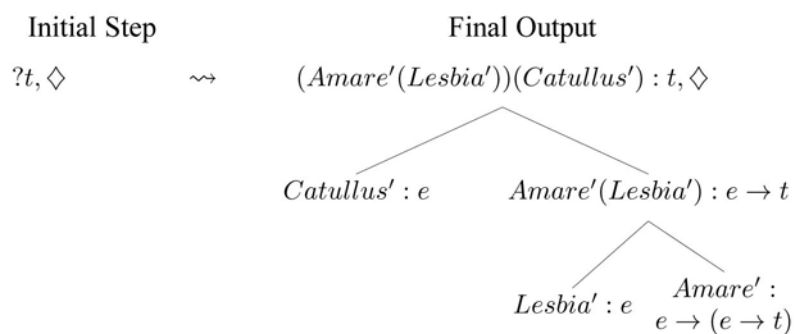 Initial Step Final Output
?t, ◇ ⇝ (Amare′(Lesbia′))(Catullus′) : t, ◇
Catullus′ : e Amare′(Lesbia′) : e → t
Lesbia′ : e Amare′ :
e → (e → t)